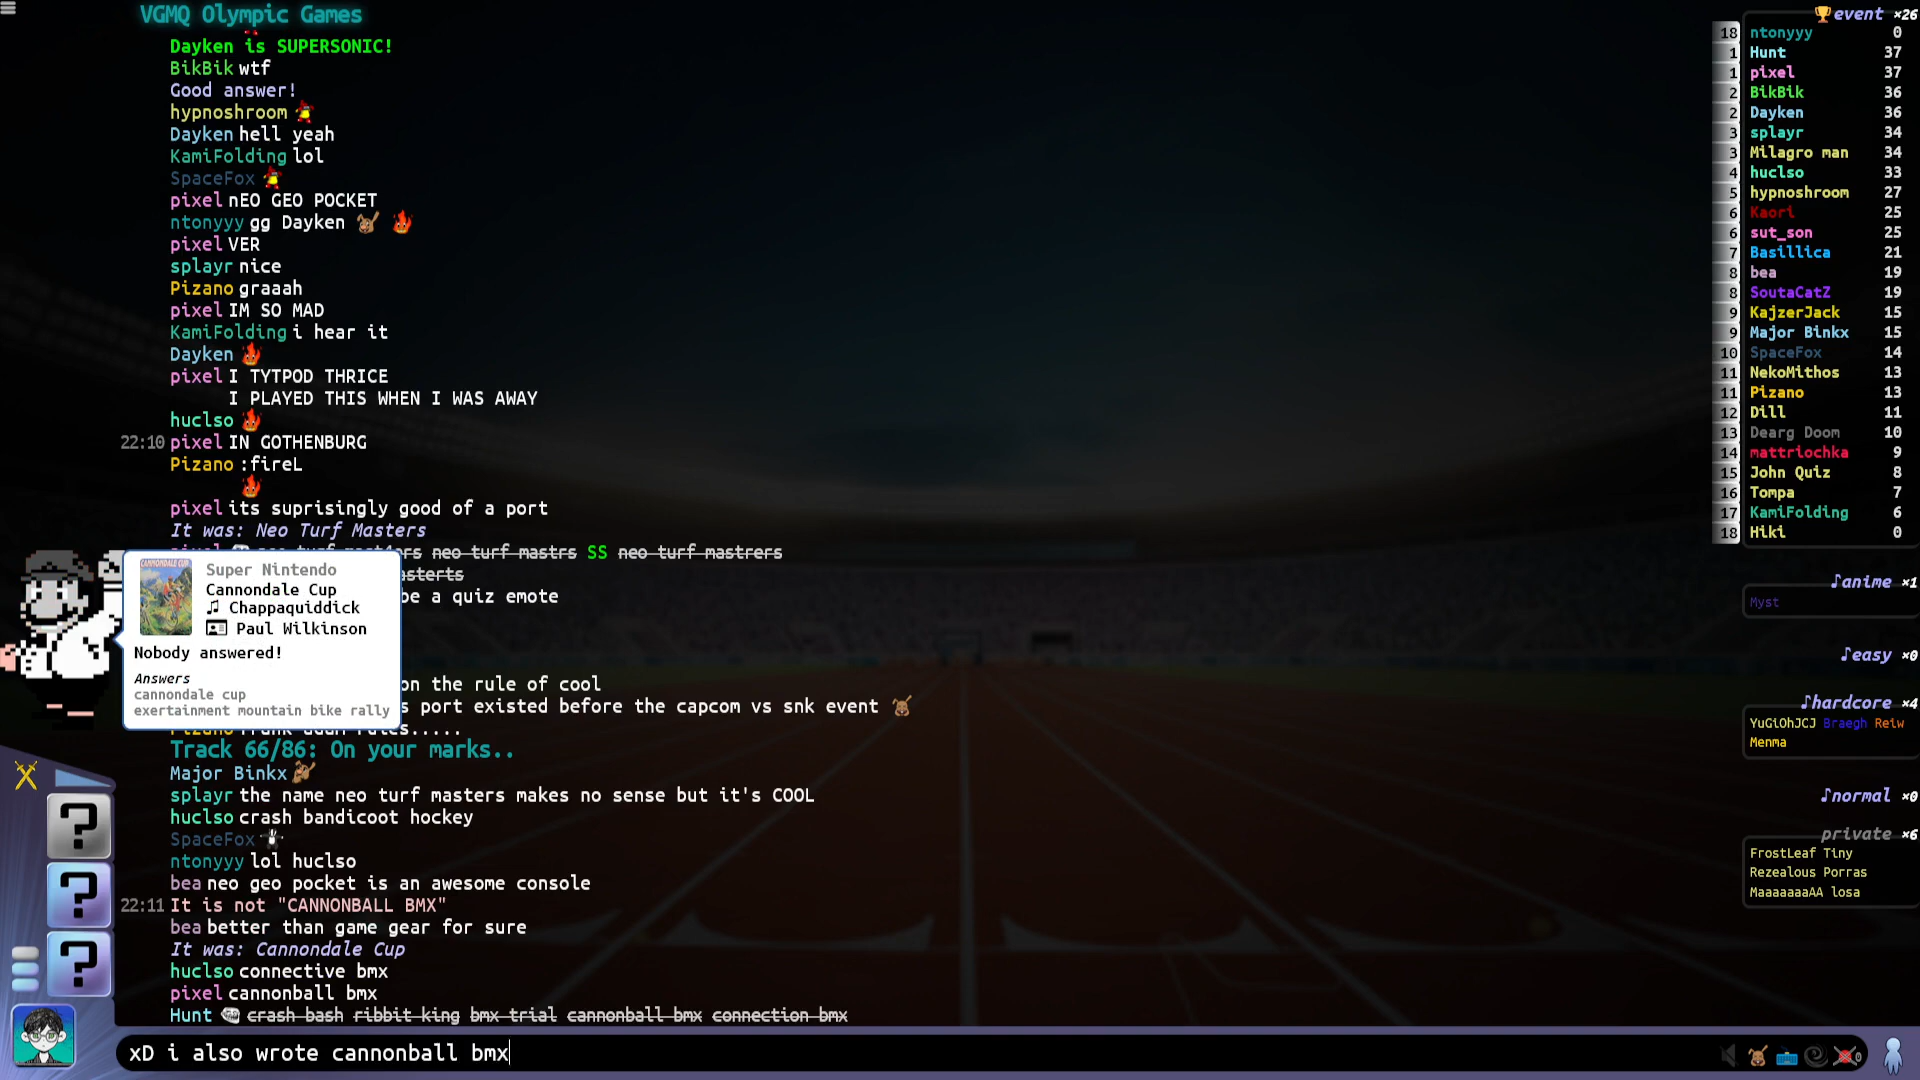 VGMQ Olympic Games
Dayken is SUPERSONIC!
BikBik wtf
Good answer!
hypnoshroom
Dayken hell yeah
KamiFolding lol
SpaceFox
pixel nEO GEO POCKET
ntonyyy gg Dayken
pixel VER
splayr nice
Pizano graaah
pixel IM SO MAD
KamiFolding i hear it
Dayken
pixel I TYTPOD THRICE
I PLAYED THIS WHEN I WAS AWAY
huclso
22:10 pixel IN GOTHENBURG
Pizano :fireL
pixel its suprisingly good of a port
It was: Neo Turf Masters
neo turf mastrs SS neo turf mastrers
asterts
be a quiz emote
on the rule of cool
s port existed before the capcom vs snk event
Super Nintendo
Cannondale Cup
Chappaquiddick
Paul Wilkinson
Nobody answered!
Answers
cannondale cup
exertainment mountain bike rally
CANNONDALE CUP
Track 66/86: On your marks..
Major Binkx
splayr the name neo turf masters makes no sense but it's COOL
huclso crash bandicoot hockey
SpaceFox
ntonyyy lol huclso
bea neo geo pocket is an awesome console
22:11 It is not "CANNONBALL BMX"
bea better than game gear for sure
It was: Cannondale Cup
huclso connective bmx
pixel cannonball bmx
Hunt crash bash ribbit king bmx trial cannonball bmx connection bmx
xD i also wrote cannonball bmx
? 
?
?
event ×26
18 ntonyyy 0
1 Hunt 37
1 pixel 37
2 BikBik 36
2 Dayken 36
3 splayr 34
3 Milagro man 34
4 huclso 33
5 hypnoshroom 27
6 Kaori 25
6 sut_son 25
7 Basillica 21
8 bea 19
8 SoutaCatZ 19
9 KajzerJack 15
9 Major Binkx 15
10 SpaceFox 14
11 NekoMithos 13
11 Pizano 13
12 Dill 11
13 Dearg Doom 10
14 mattriochka 9
15 John Quiz 8
16 Tompa 7
17 KamiFolding 6
18 Hiki 0
♪anime ×1
Myst
♪easy ×0
♪hardcore ×4
YuGiOhJCJ Braegh Reiw
Menma
♪normal ×0
private ×6
FrostLeaf Tiny
Rezealous Porras
MaaaaaaaAA losa